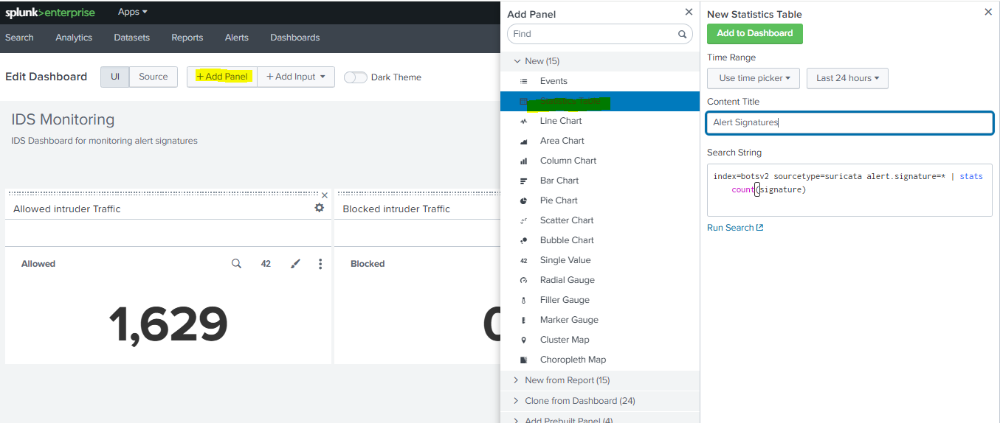 splunk>enterprise Apps
Search Analytics Datasets Reports Alerts Dashboards
Edit Dashboard UI Source + Add Panel + Add Input Dark Theme
IDS Monitoring
IDS Dashboard for monitoring alert signatures
Allowed intruder Traffic
Allowed 42
1,629
Blocked intruder Traffic
Blocked
Add Panel
Find
New (15)
Events
Statistics Table
Line Chart
Area Chart
Column Chart
Bar Chart
Pie Chart
Scatter Chart
Bubble Chart
42 Single Value
Radial Gauge
Filler Gauge
Marker Gauge
Cluster Map
Choropleth Map
New from Report (15)
Clone from Dashboard (24)
Add Prebuilt Panel (4)
New Statistics Table
Add to Dashboard
Time Range
Use time picker Last 24 hours
Content Title
Alert Signatures
Search String
index=botsv2 sourcetype=suricata alert.signature=* | stats
count(signature)
Run Search